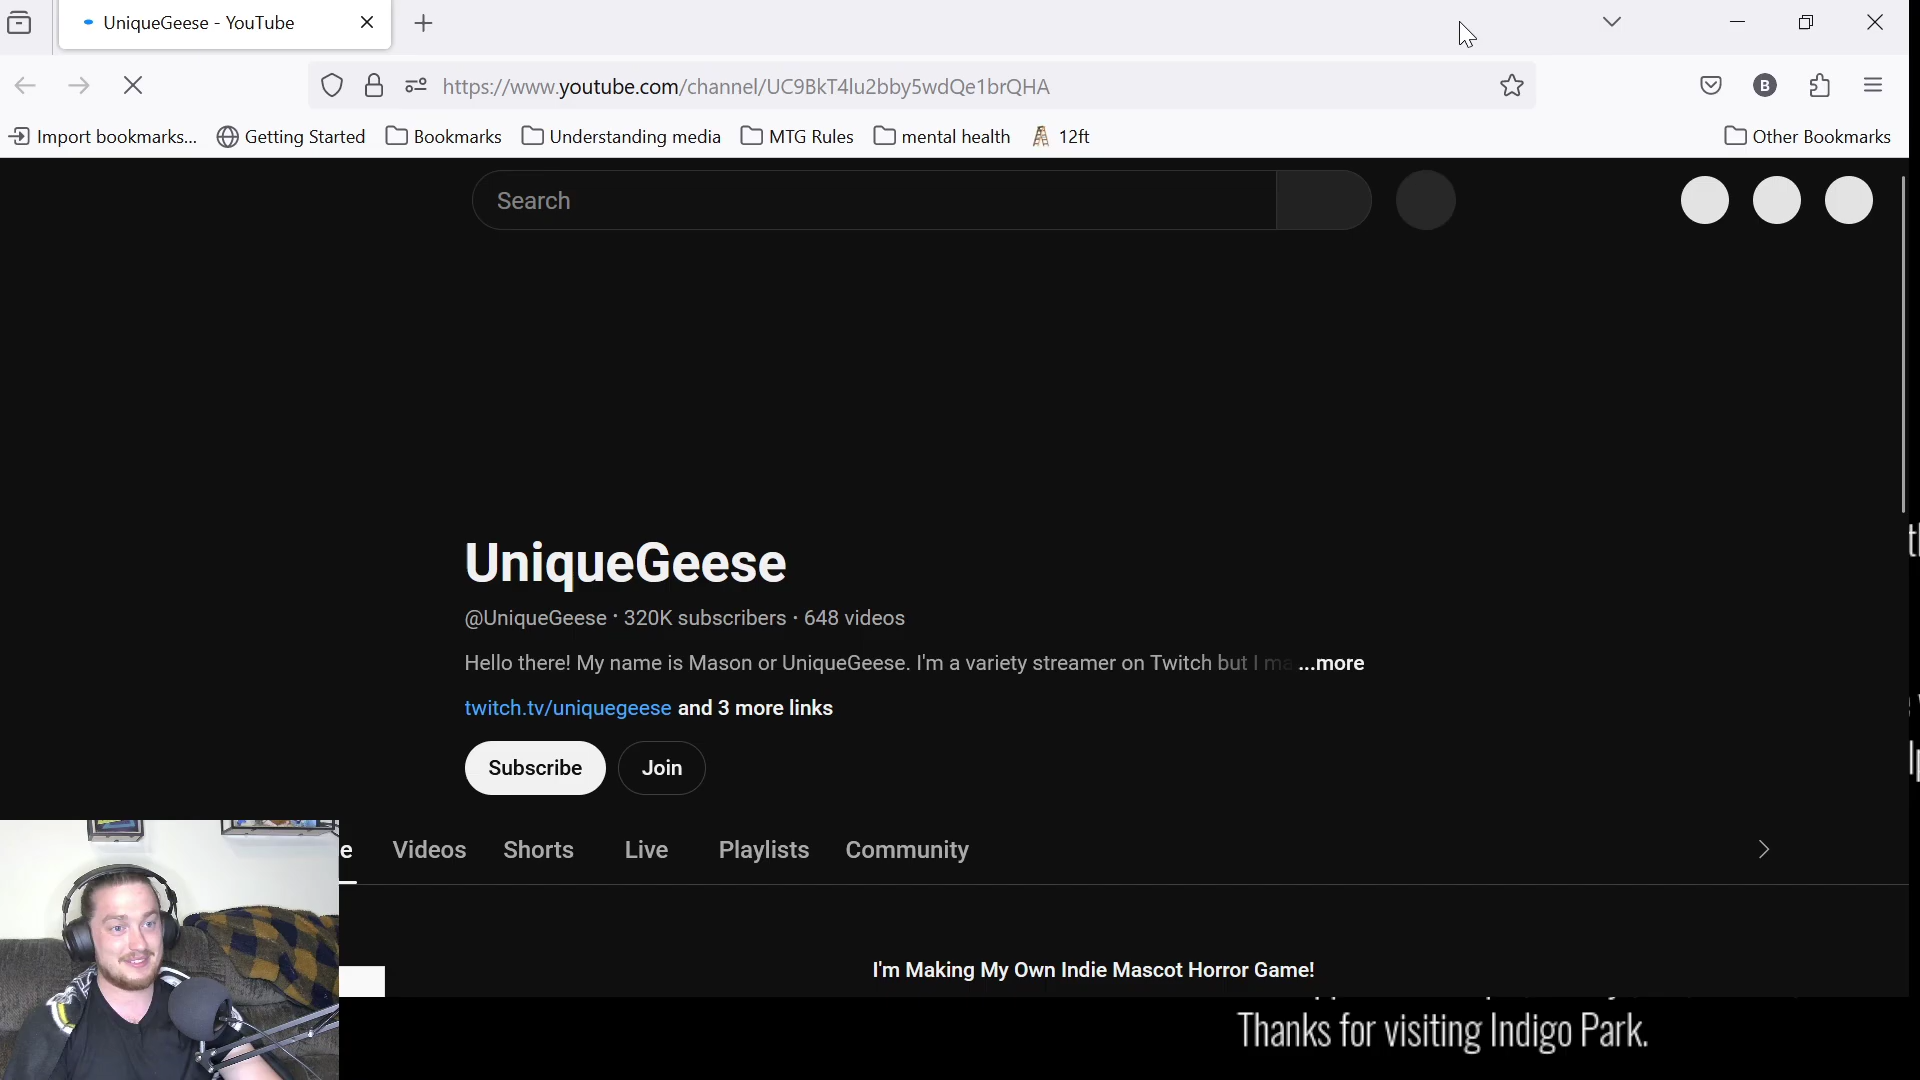 UniqueGeese - YouTube
https://www.youtube.com/channel/UC9BkT4lu2bby5wdQe1brQHA
B
Import bookmarks...
Getting Started
Bookmarks
Understanding media
MTG Rules
mental health
12ft
Other Bookmarks
Search
UniqueGeese
@UniqueGeese · 320K subscribers · 648 videos
Hello there! My name is Mason or UniqueGeese. I'm a variety streamer on Twitch but I ma ...more
twitch.tv/uniquegeese and 3 more links
Subscribe
Join
e
Videos
Shorts
Live
Playlists
Community
I'm Making My Own Indie Mascot Horror Game!
Thanks for visiting Indigo Park.